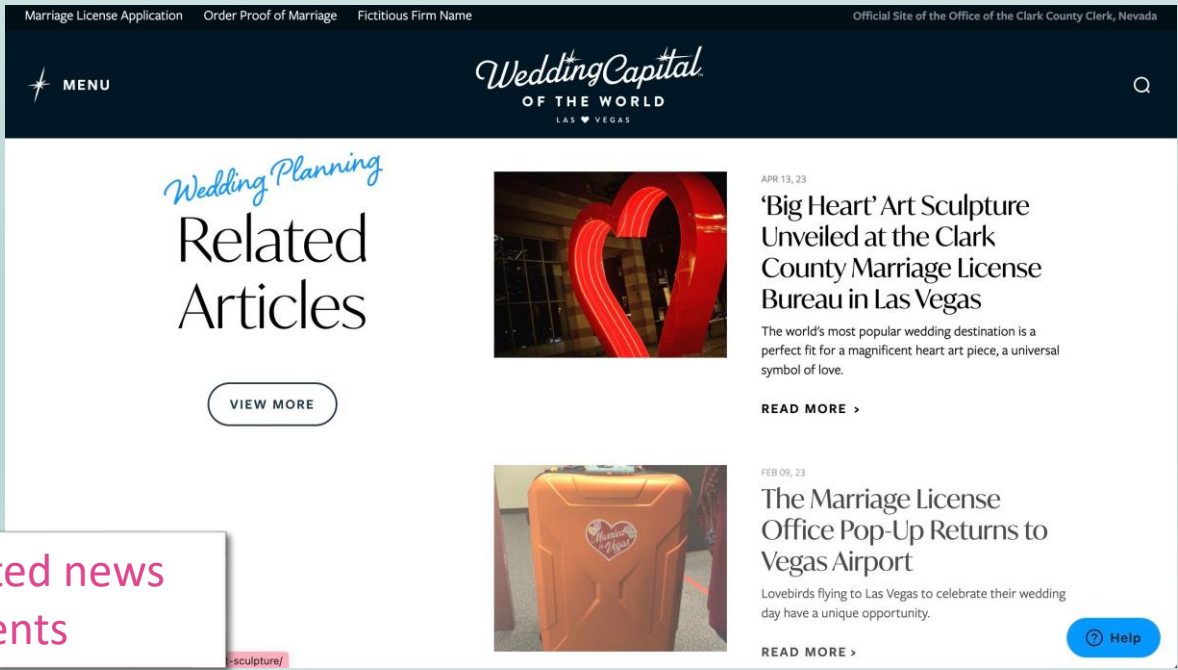 Marriage License Application Order Proof of Marriage Fictitious Firm Name
Official Site of the Office of the Clark County Clerk, Nevada
MENU
Wedding Capital
OF THE WORLD
LAS VEGAS
Wedding Planning
Related
Articles
VIEW MORE
APR 13, 23
‘Big Heart’ Art Sculpture
Unveiled at the Clark
County Marriage License
Bureau in Las Vegas
The world's most popular wedding destination is a
perfect fit for a magnificent heart art piece, a universal
symbol of love.
READ MORE >
Married
in Vegas
FEB 09, 23
The Marriage License
Office Pop-Up Returns to
Vegas Airport
Lovebirds flying to Las Vegas to celebrate their wedding
day have a unique opportunity.
READ MORE >
Help
news
-sculpture/